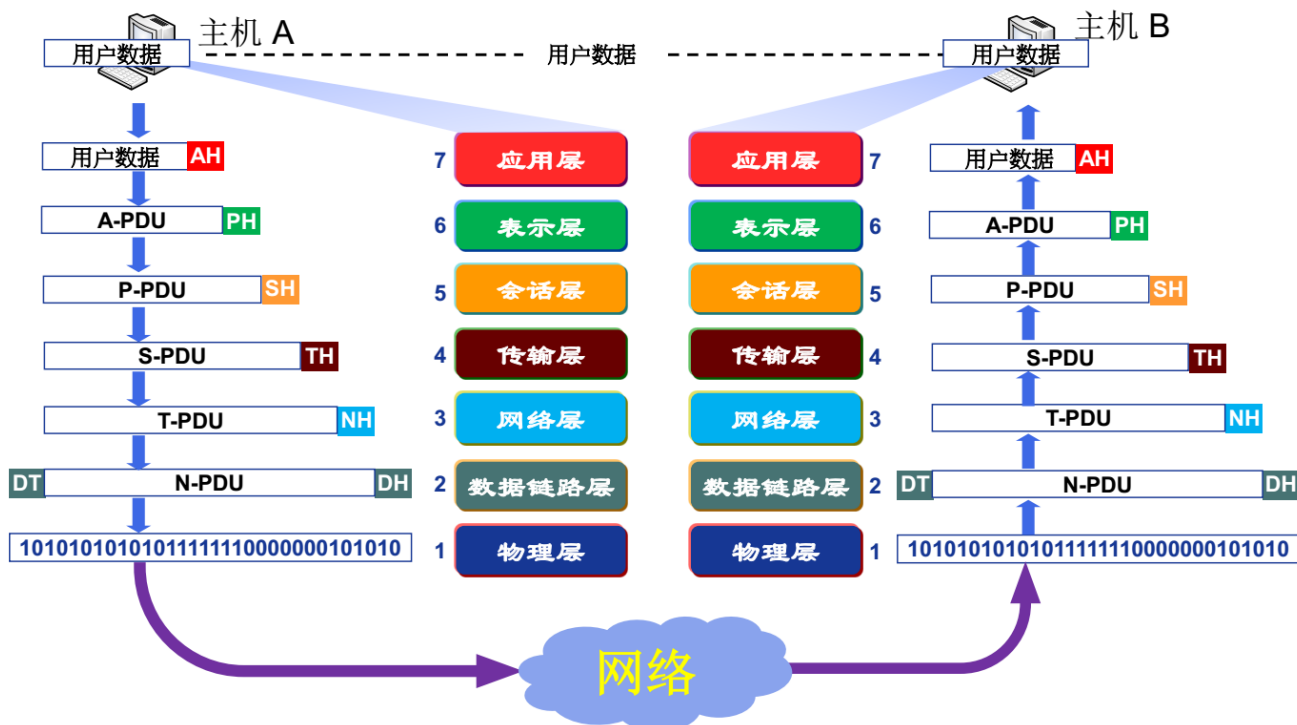 主机 A
主机 B
用户数据
用户数据
用户数据
用户数据 AH
7 应用层
应用层 7
用户数据 AH
A-PDU PH
6 表示层
表示层 6
A-PDU PH
P-PDU SH
5 会话层
会话层 5
P-PDU SH
S-PDU TH
4 传输层
传输层 4
S-PDU TH
T-PDU NH
3 网络层
网络层 3
T-PDU NH
DT N-PDU DH
2 数据链路层
数据链路层 2
DT N-PDU DH
10101010101011111110000000101010
1 物理层
物理层 1
10101010101011111110000000101010
网络